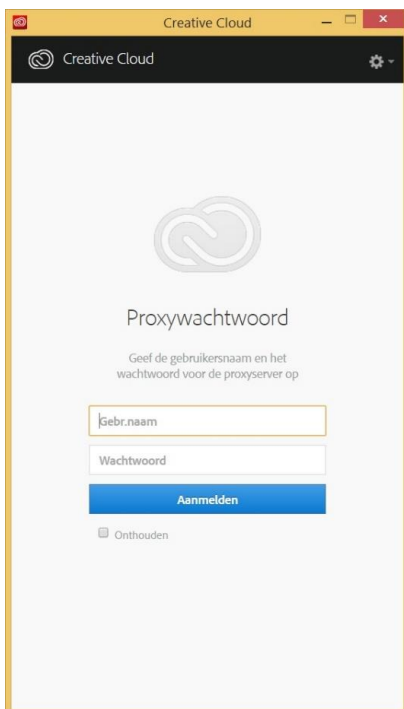 Creative Cloud
Creative Cloud
Proxywachtwoord
Geef de gebruikersnaam en het
wachtwoord voor de proxyserver op
Gebr.naam
Wachtwoord
Aanmelden
Onthouden